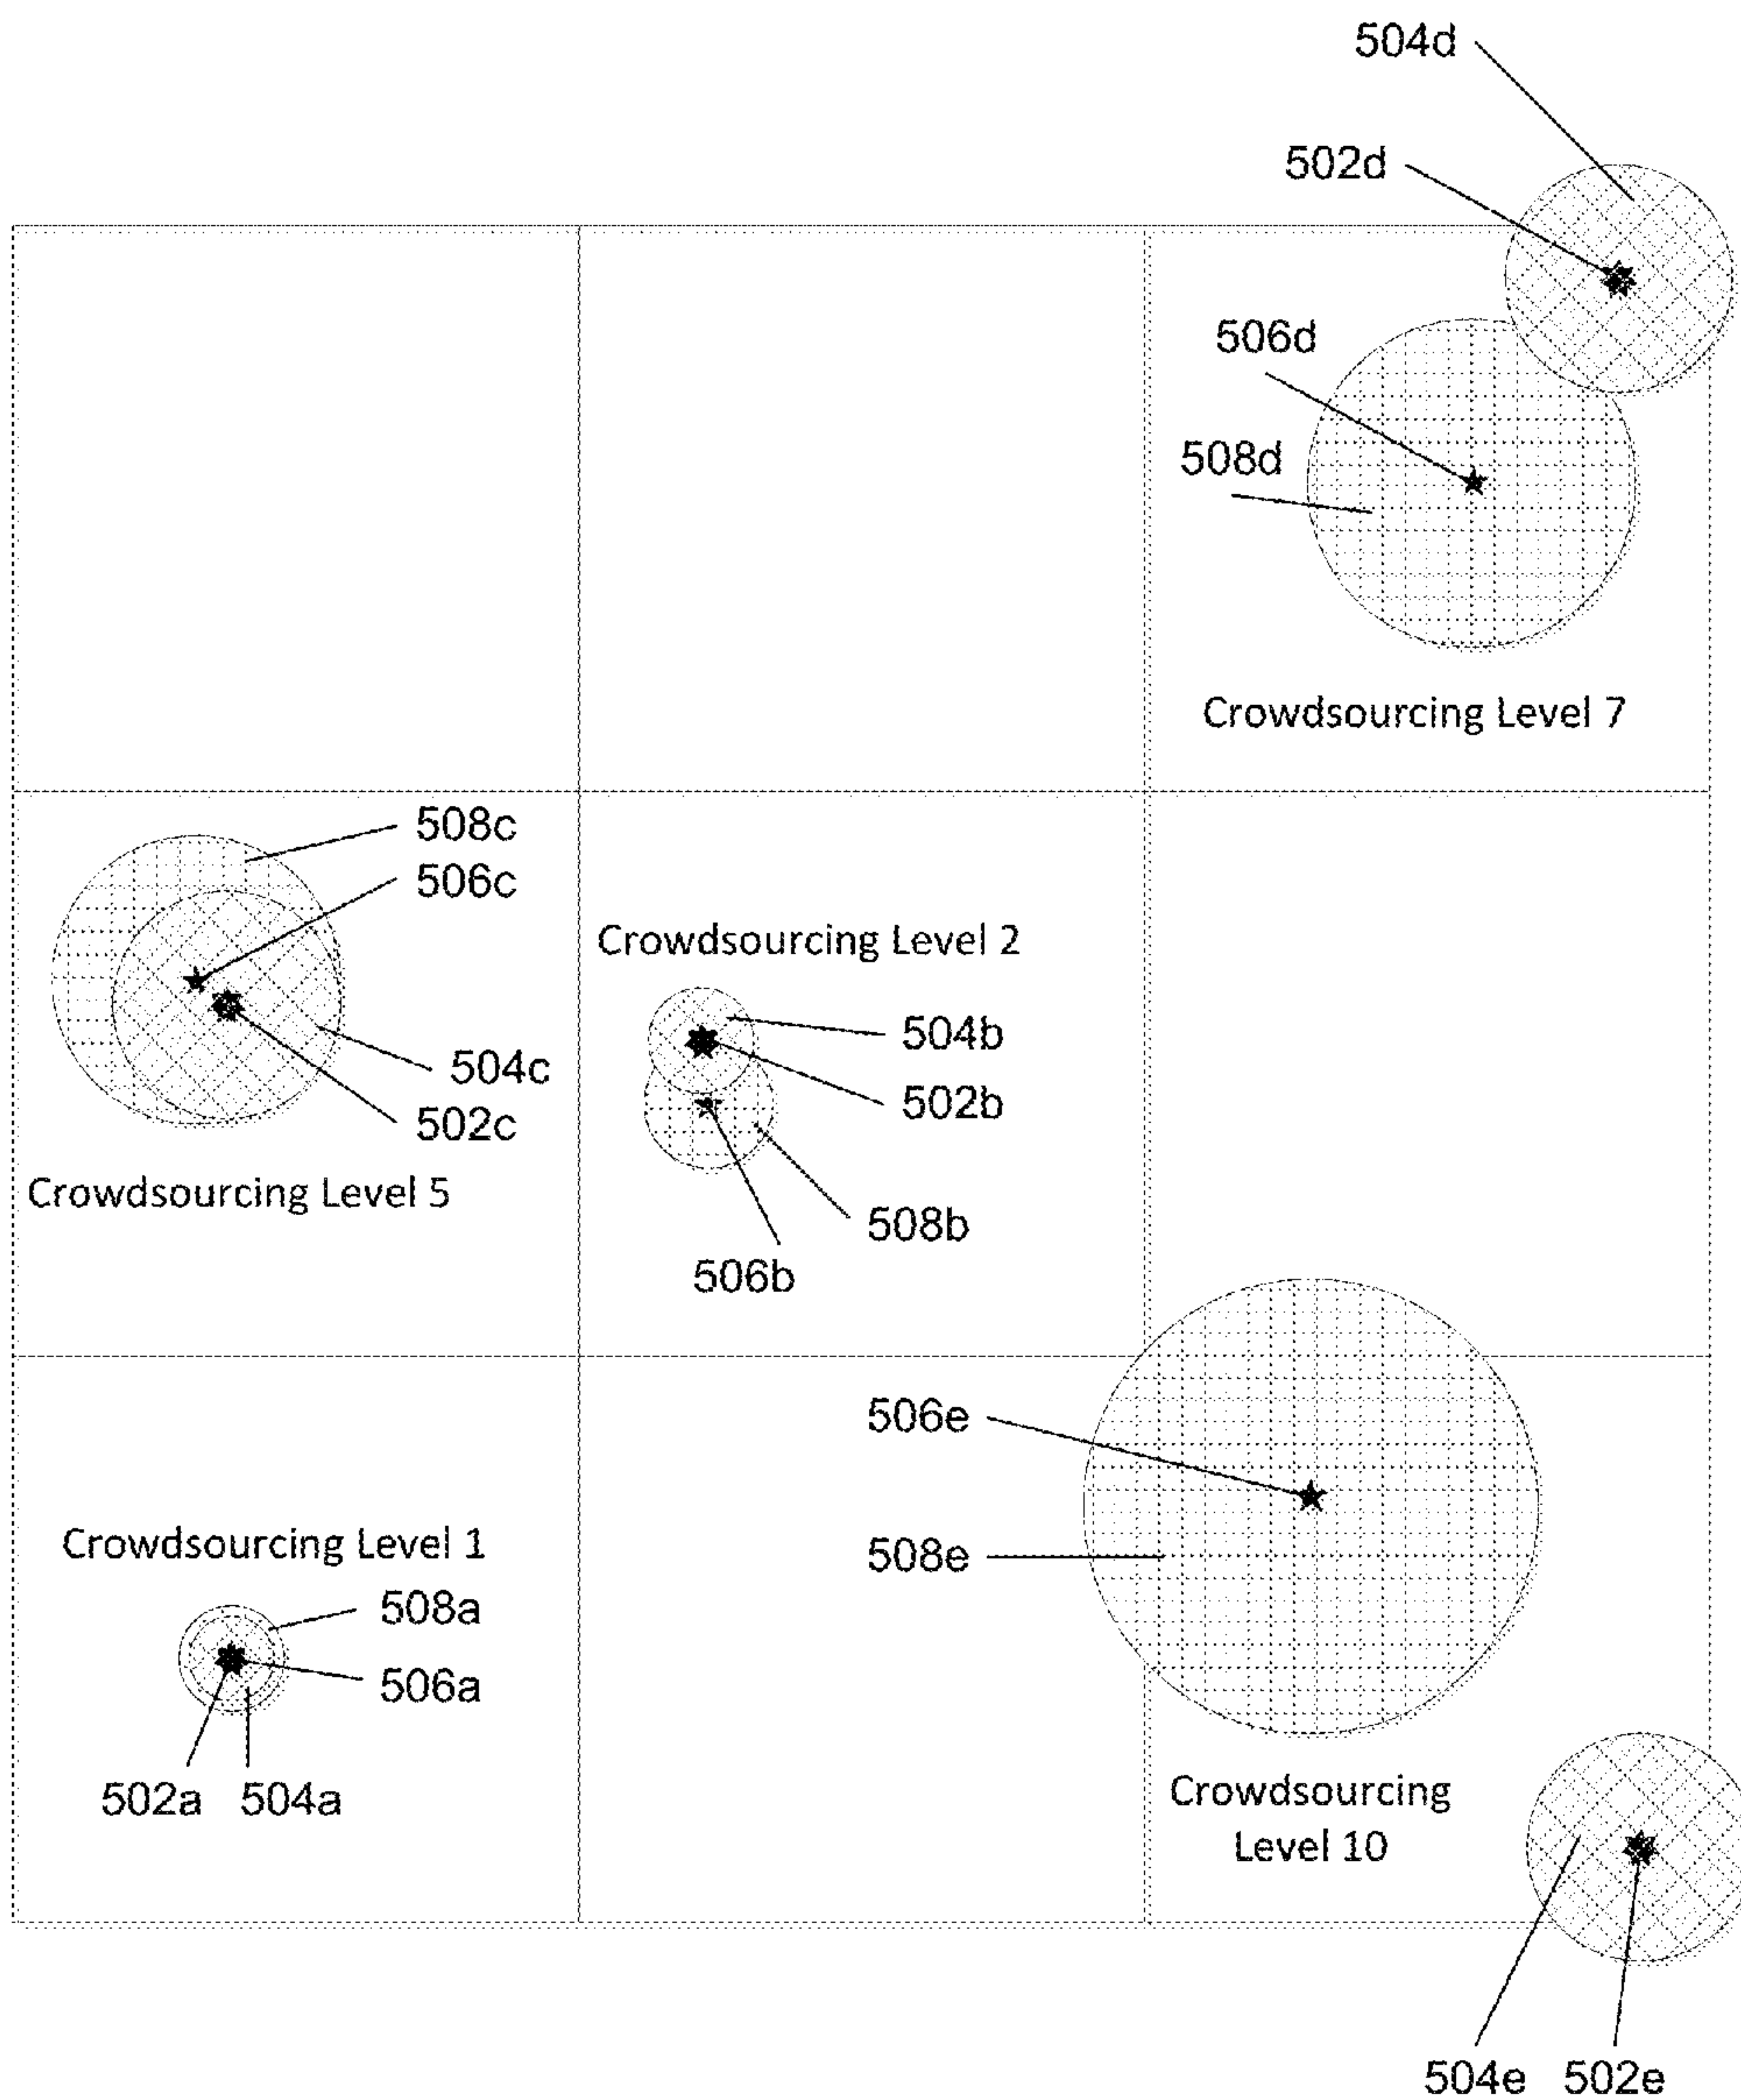 504d
502d
506d
508d
Crowdsourcing Level 7
508c
506c
504c
502c
Crowdsourcing Level 5
Crowdsourcing Level 2
504b
502b
508b
506b
506e
508e
Crowdsourcing Level 1
508a
506a
502a 504a
Crowdsourcing
Level 10
504e 502e